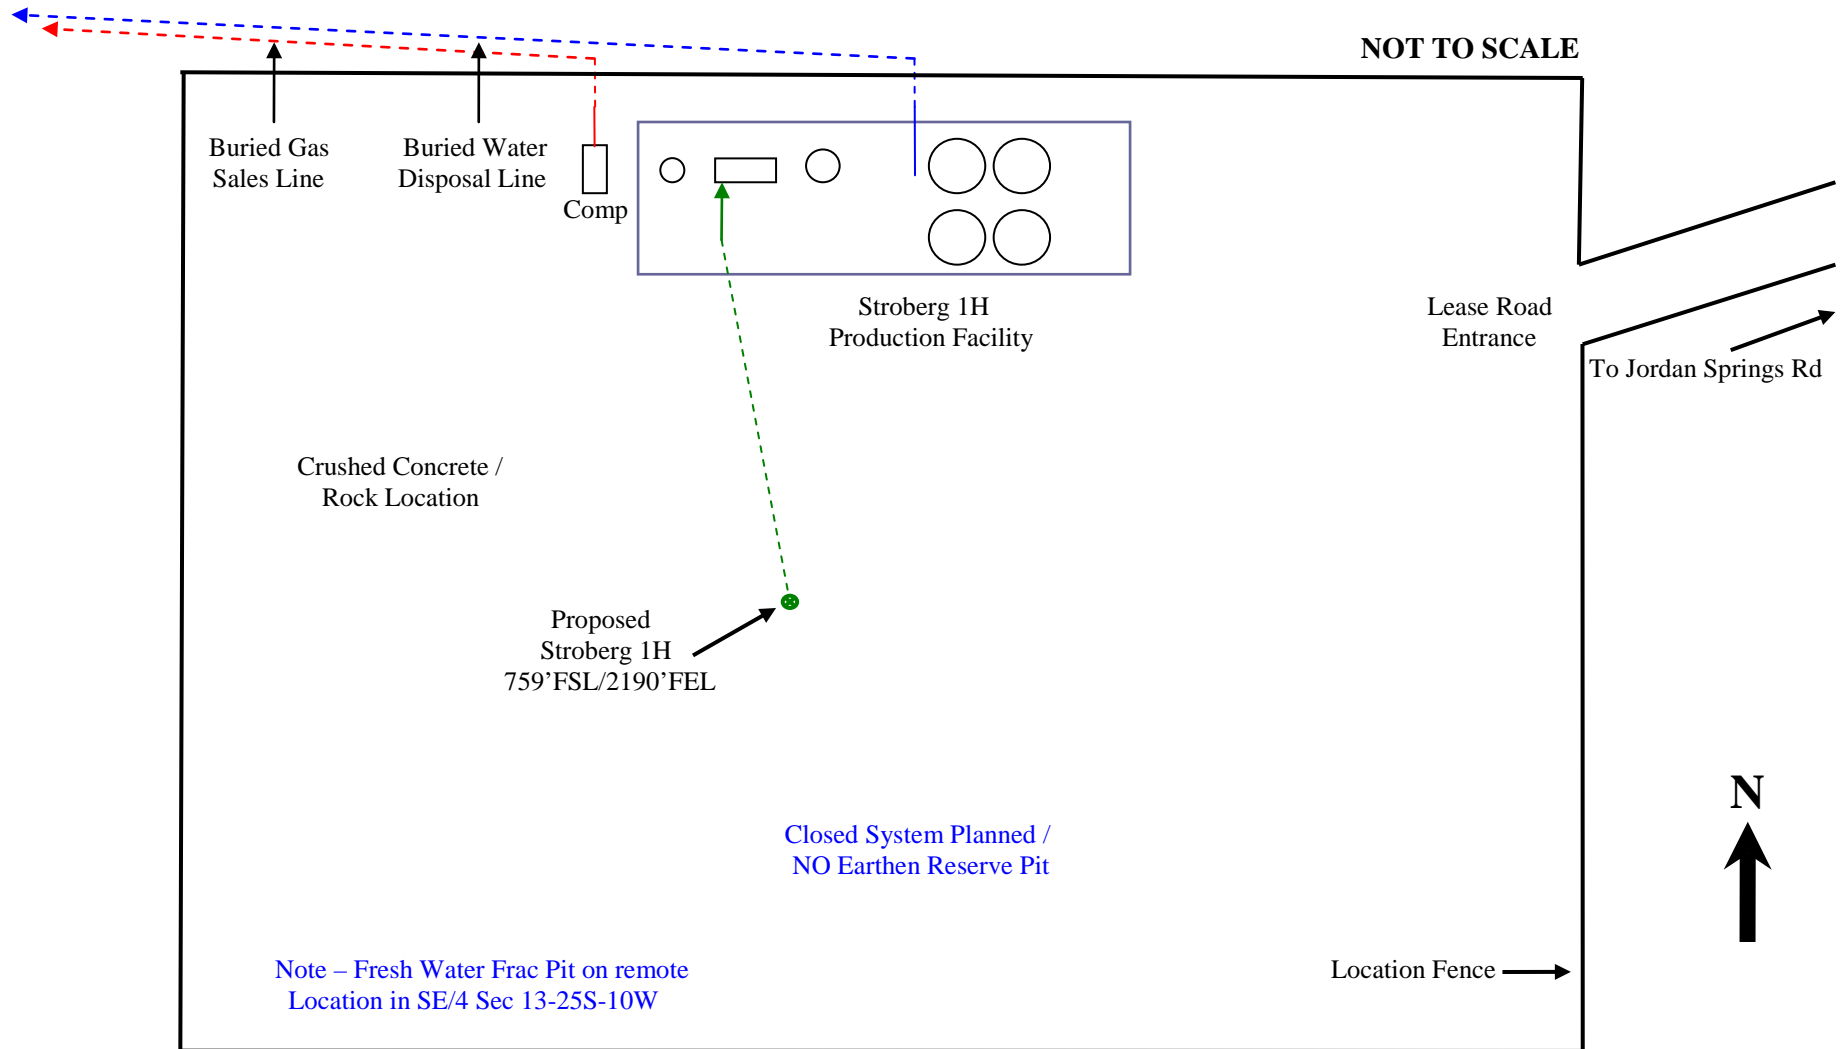 NOT TO SCALE
Buried Gas
Sales Line
Buried Water
Disposal Line
Comp
Stroberg 1H
Production Facility
Lease Road
Entrance
To Jordan Springs Rd
Crushed Concrete /
Rock Location
Proposed
Stroberg 1H
759’FSL/2190’FEL
N
Closed System Planned /
NO Earthen Reserve Pit
Note – Fresh Water Frac Pit on remote
Location in SE/4 Sec 13-25S-10W
Location Fence